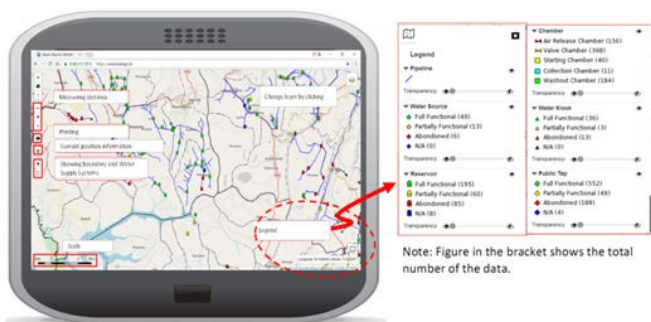 Measuring distance
Change layer by clicking
Printing
Current position information
Showing boundary and Water
Supply Systems
Scale
Legend
Legend
Pipeline
Transparency
Water Source
Full Functional (49)
Partially Functional (13)
Abandoned (6)
N/A (0)
Transparency
Reservoir
Full Functional (195)
Partially Functional (60)
Abandoned (85)
N/A (8)
Transparency
Chamber
Air Release Chamber (156)
Valve Chamber (398)
Starting Chamber (40)
Collection Chamber (11)
Washout Chamber (184)
Transparency
Water Kiosk
Full Functional (36)
Partially Functional (3)
Abandoned (13)
N/A (0)
Transparency
Public Tap
Full Functional (552)
Partially Functional (49)
Abandoned (188)
N/A (4)
Transparency
Note: Figure in the bracket shows the total
number of the data.